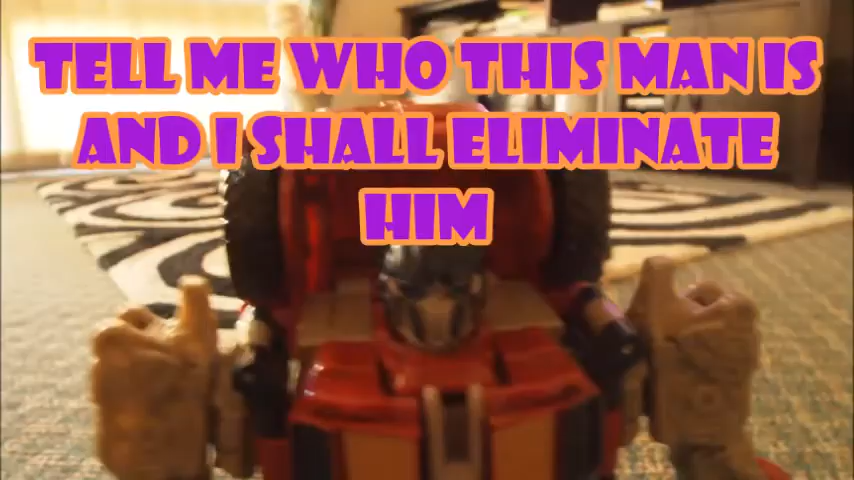 TELL ME WHO THIS MAN IS
AND I SHALL ELIMINATE
HIM